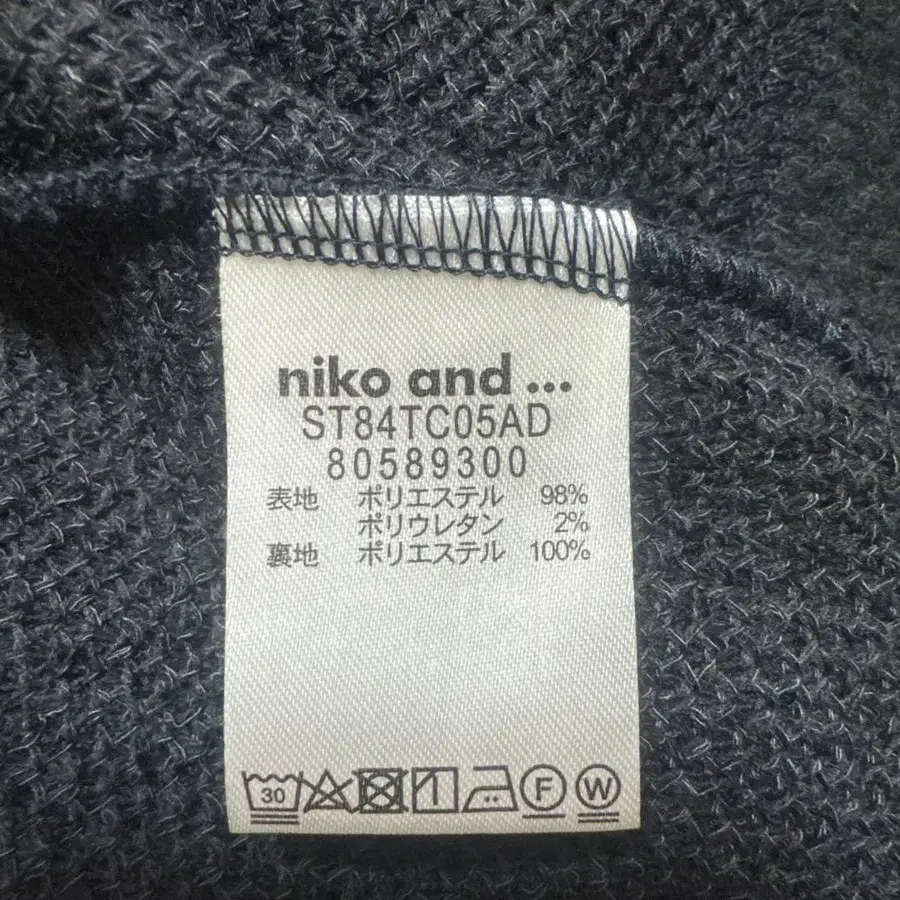 niko and ...
ST84TC05AD
80589300
表地 ポリエステル 98%
ポリウレタン 2%
裏地 ポリエステル 100%
30 F W